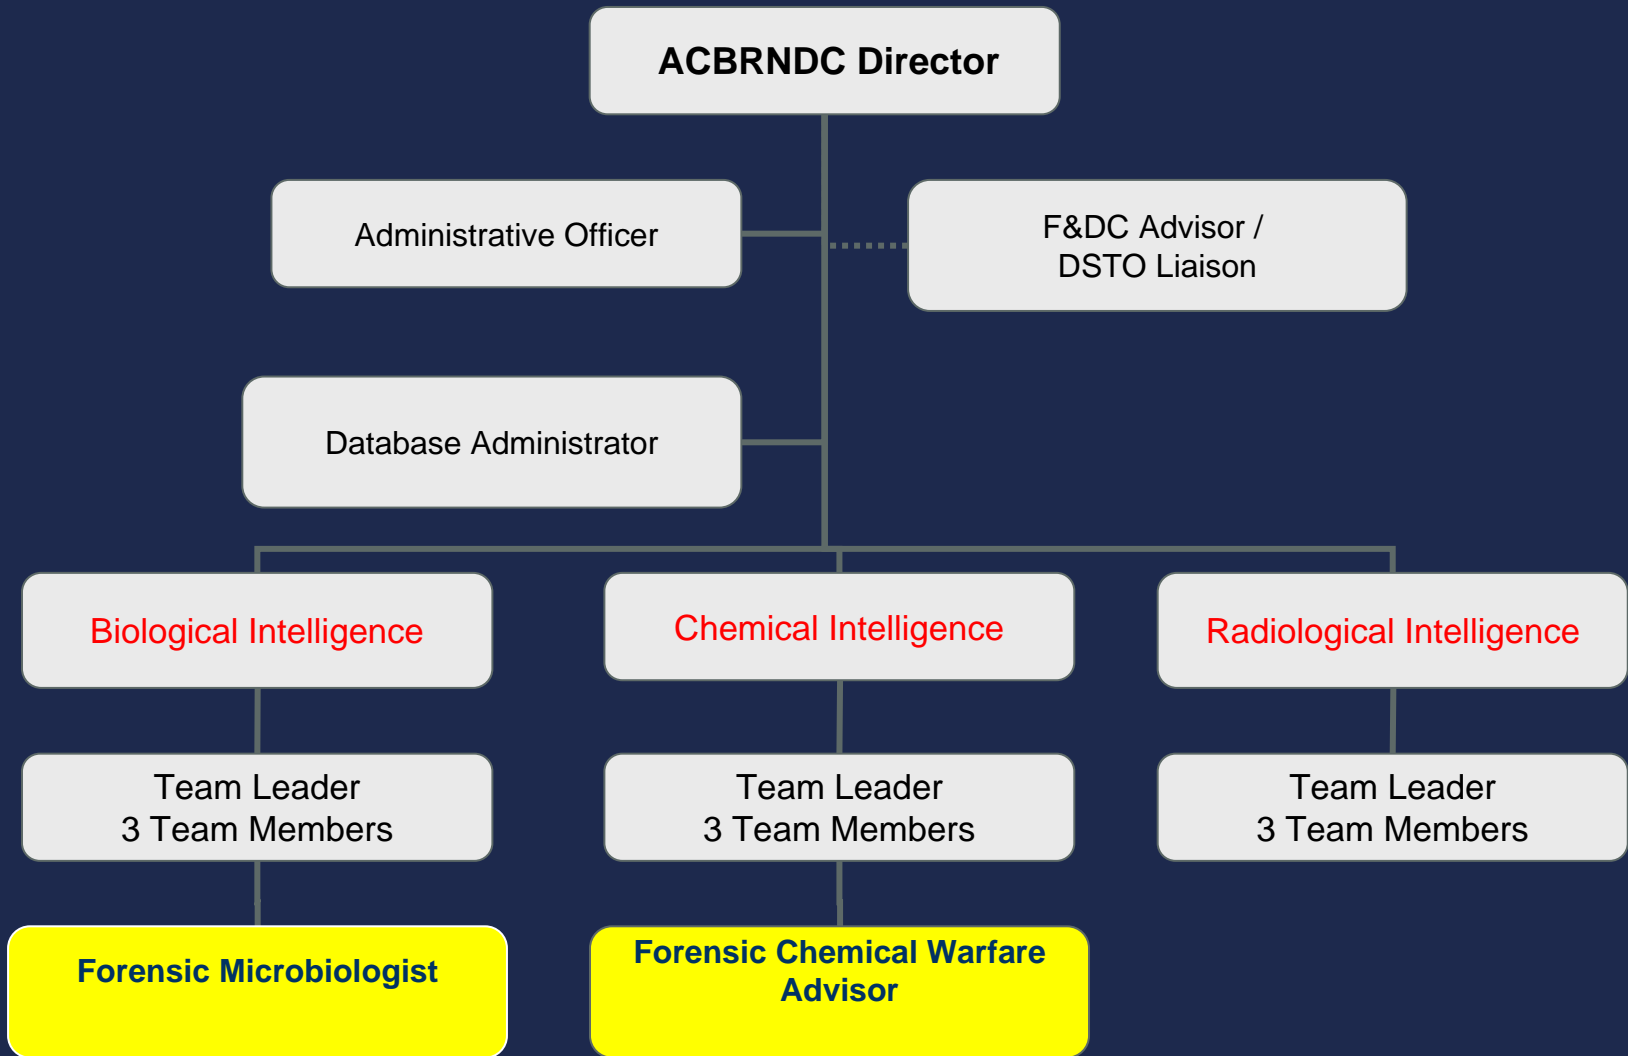 ACBRNDC Director
Administrative Officer
F&DC Advisor /
DSTO Liaison
Database Administrator
Biological Intelligence
Chemical Intelligence
Radiological Intelligence
Team Leader
3 Team Members
Team Leader
3 Team Members
Team Leader
3 Team Members
Forensic Microbiologist
Forensic Chemical Warfare
Advisor